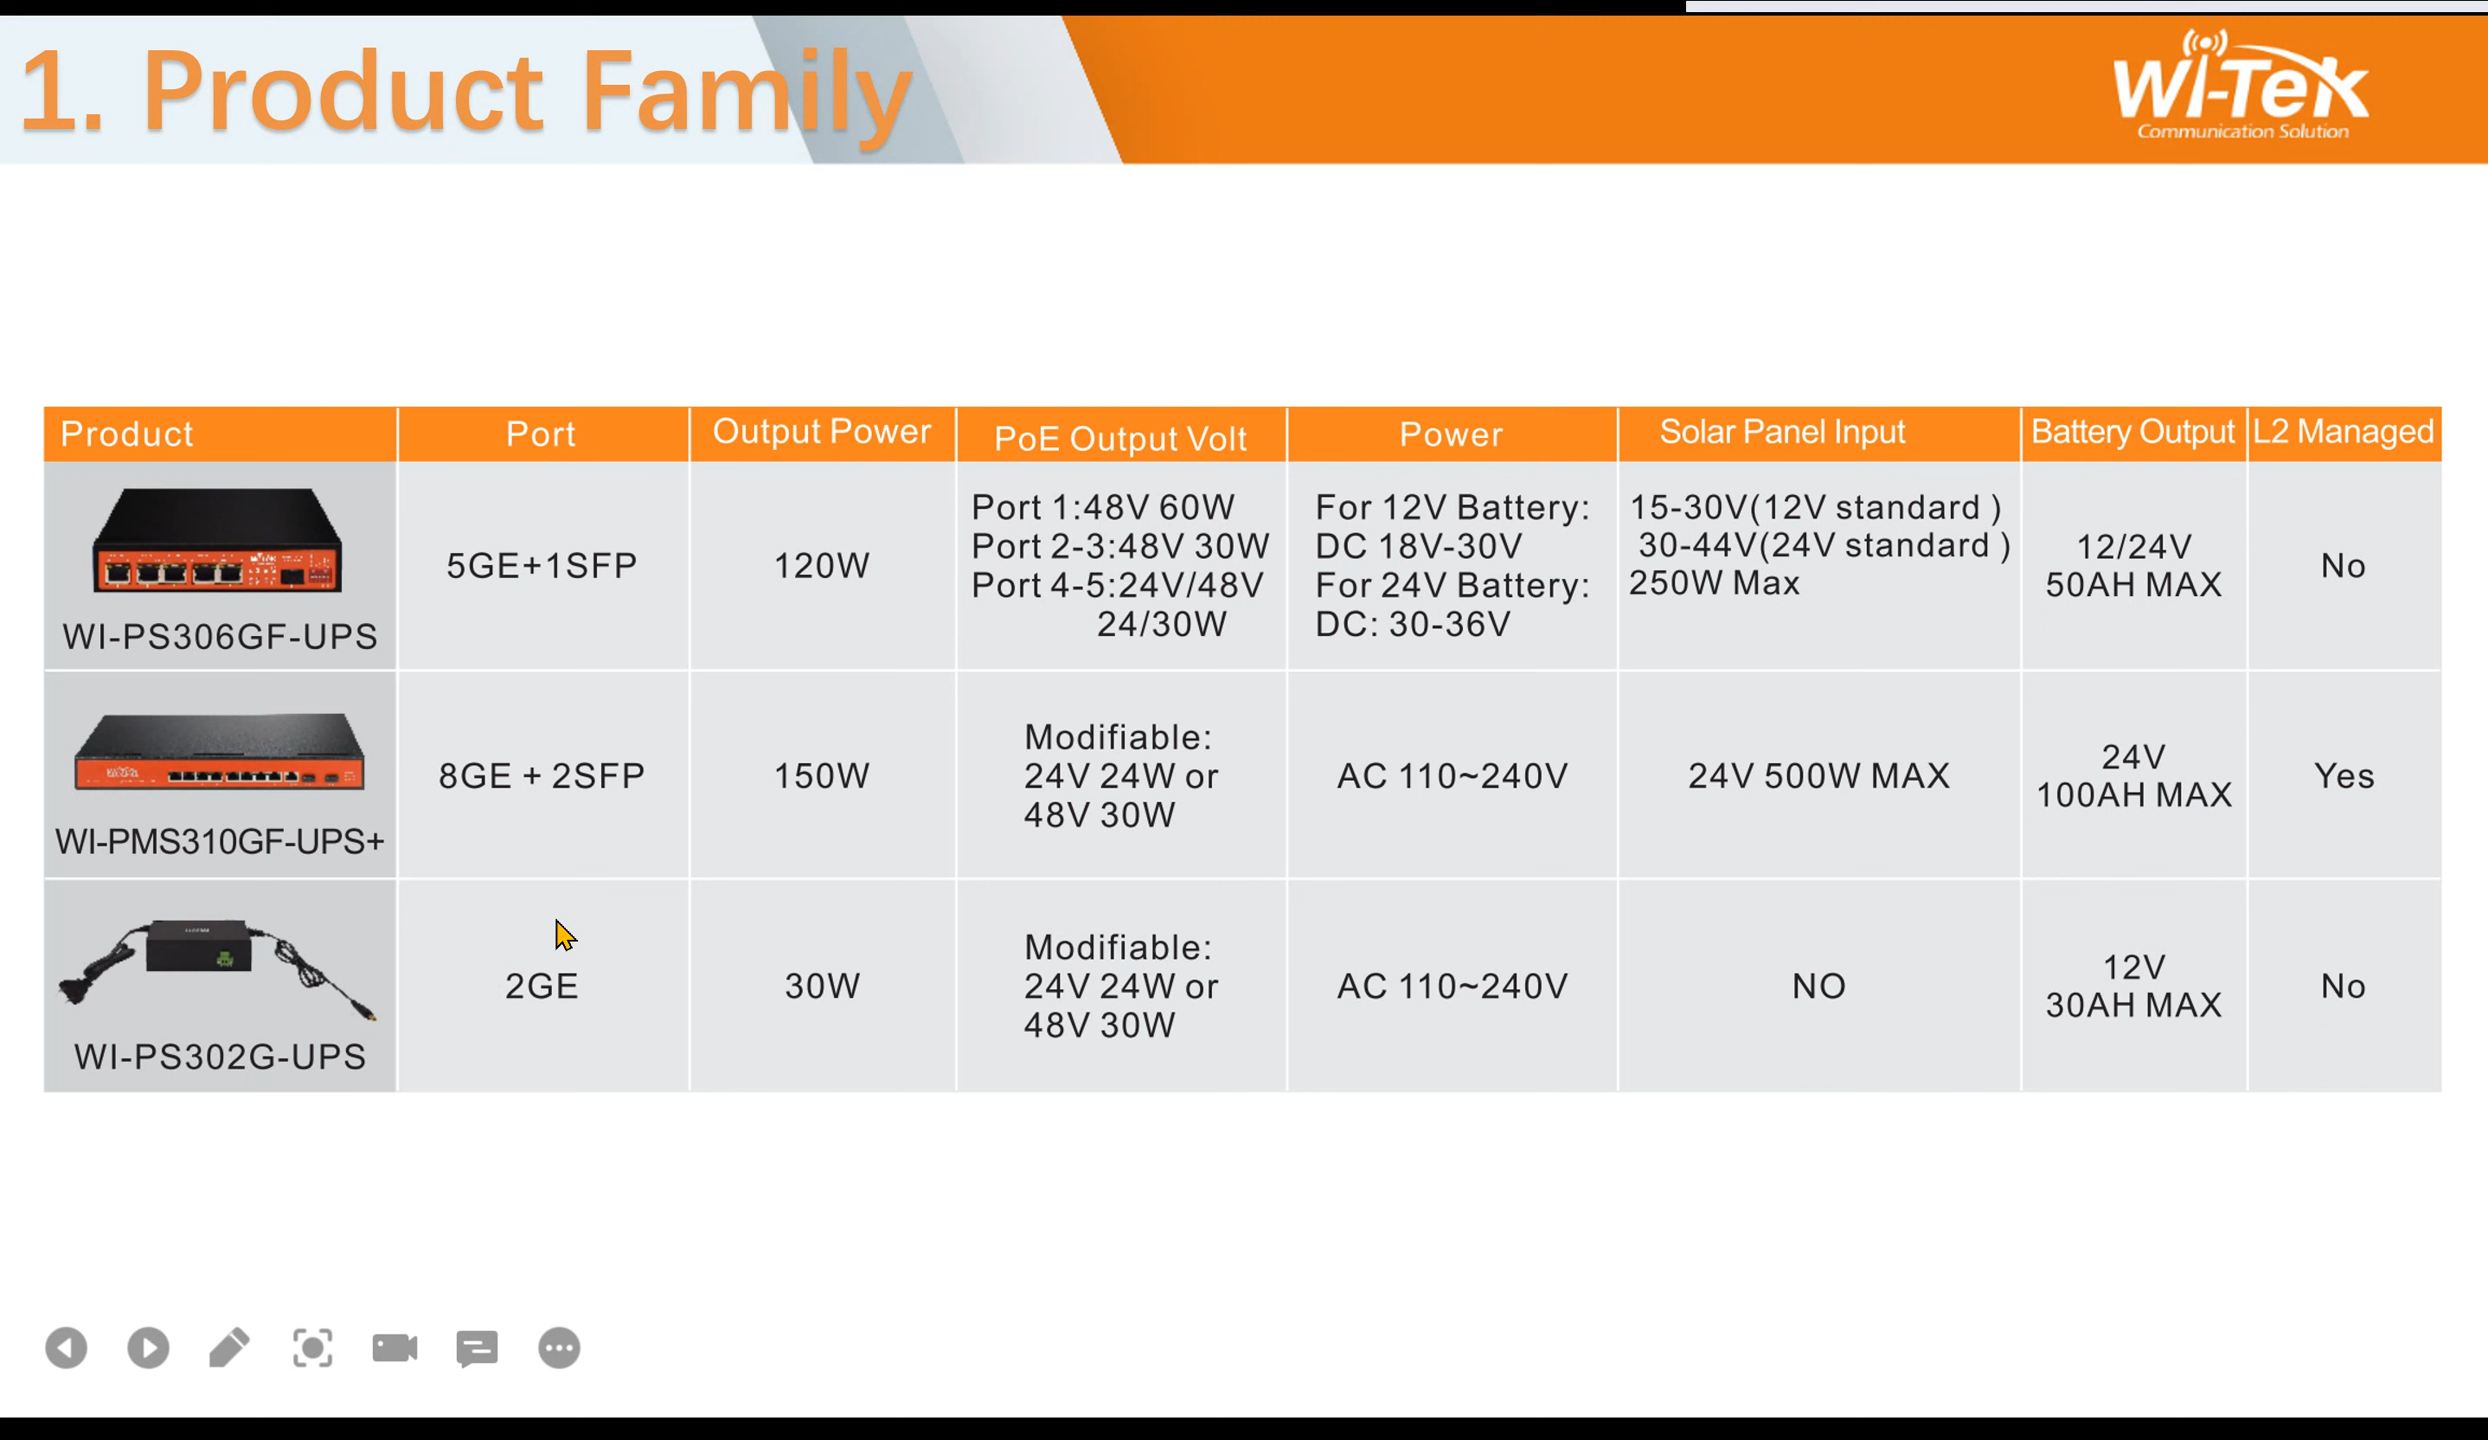 1. Product Family
Wi-Tek
Communication Solution
Product
Port
Output Power
PoE Output Volt
Power
Solar Panel Input
Battery Output
L2 Managed
WI-PS306GF-UPS
5GE+1SFP
120W
Port 1:48V 60W
Port 2-3:48V 30W
Port 4-5:24V/48V
24/30W
For 12V Battery:
DC 18V-30V
For 24V Battery:
DC: 30-36V
15-30V(12V standard )
30-44V(24V standard )
250W Max
12/24V
50AH MAX
No
WI-PMS310GF-UPS+
8GE + 2SFP
150W
Modifiable:
24V 24W or
48V 30W
AC 110~240V
24V 500W MAX
24V
100AH MAX
Yes
WI-PS302G-UPS
2GE
30W
Modifiable:
24V 24W or
48V 30W
AC 110~240V
NO
12V
30AH MAX
No